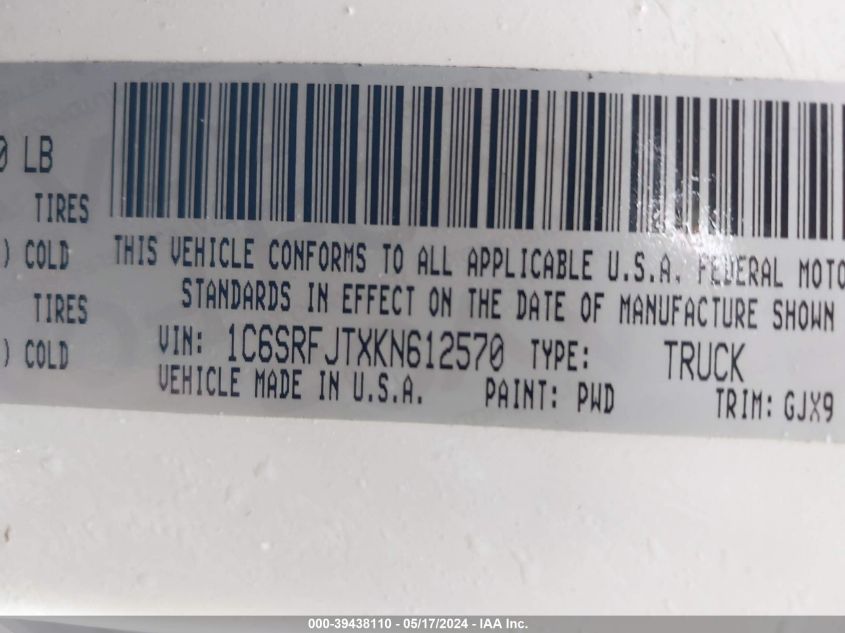 0 LB
TIRES
) COLD
TIRES
) COLD
THIS VEHICLE CONFORMS TO ALL APPLICABLE U.S.A. FEDERAL MOTO
STANDARDS IN EFFECT ON THE DATE OF MANUFACTURE SHOWN
VIN: 1C6SRFJTXKN612570 TYPE: TRUCK
VEHICLE MADE IN U.S.A. PAINT: PWD TRIM: GJX9
000-39438110 - 05/17/2024 - IAA Inc.